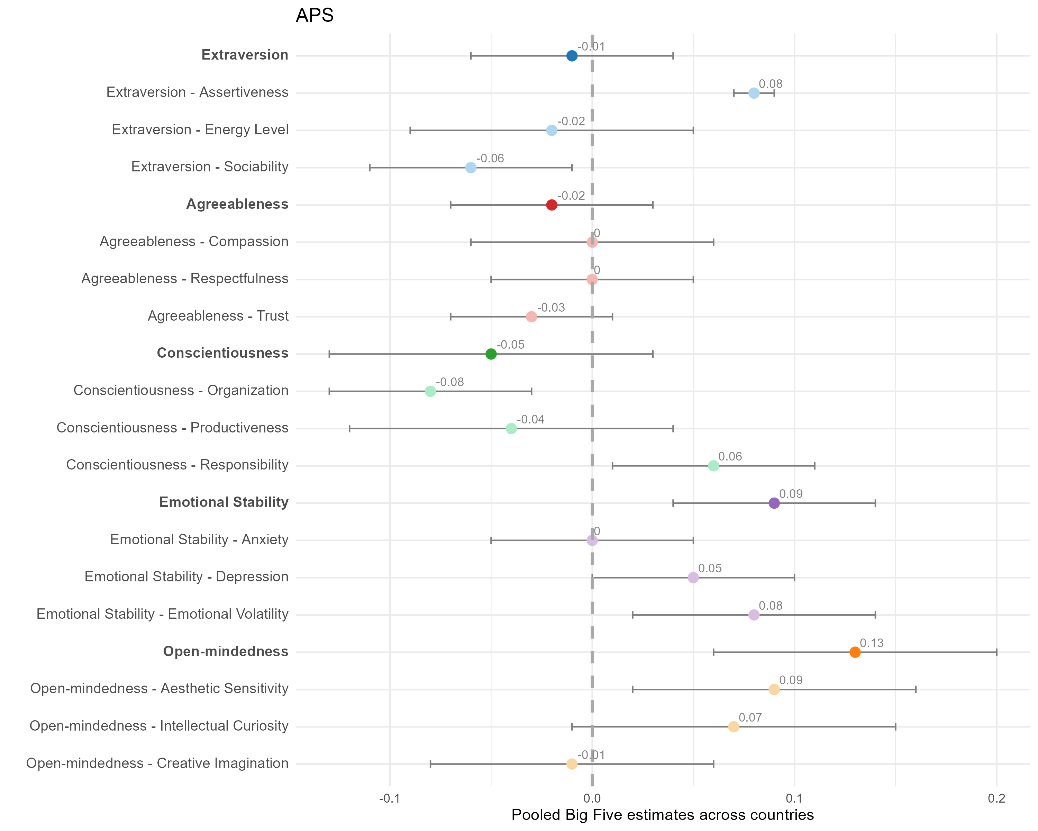 APS
Extraversion -0.01
Extraversion - Assertiveness 0.08
Extraversion - Energy Level -0.02
Extraversion - Sociability -0.06
Agreeableness -0.02
Agreeableness - Compassion 0
Agreeableness - Respectfulness 0
Agreeableness - Trust -0.03
Conscientiousness -0.05
Conscientiousness - Organization -0.08
Conscientiousness - Productiveness -0.04
Conscientiousness - Responsibility 0.06
Emotional Stability 0.09
Emotional Stability - Anxiety 0
Emotional Stability - Depression 0.05
Emotional Stability - Emotional Volatility 0.08
Open-mindedness 0.13
Open-mindedness - Aesthetic Sensitivity 0.09
Open-mindedness - Intellectual Curiosity 0.07
Open-mindedness - Creative Imagination -0.01
-0.1 0.0 0.1 0.2
Pooled Big Five estimates across countries